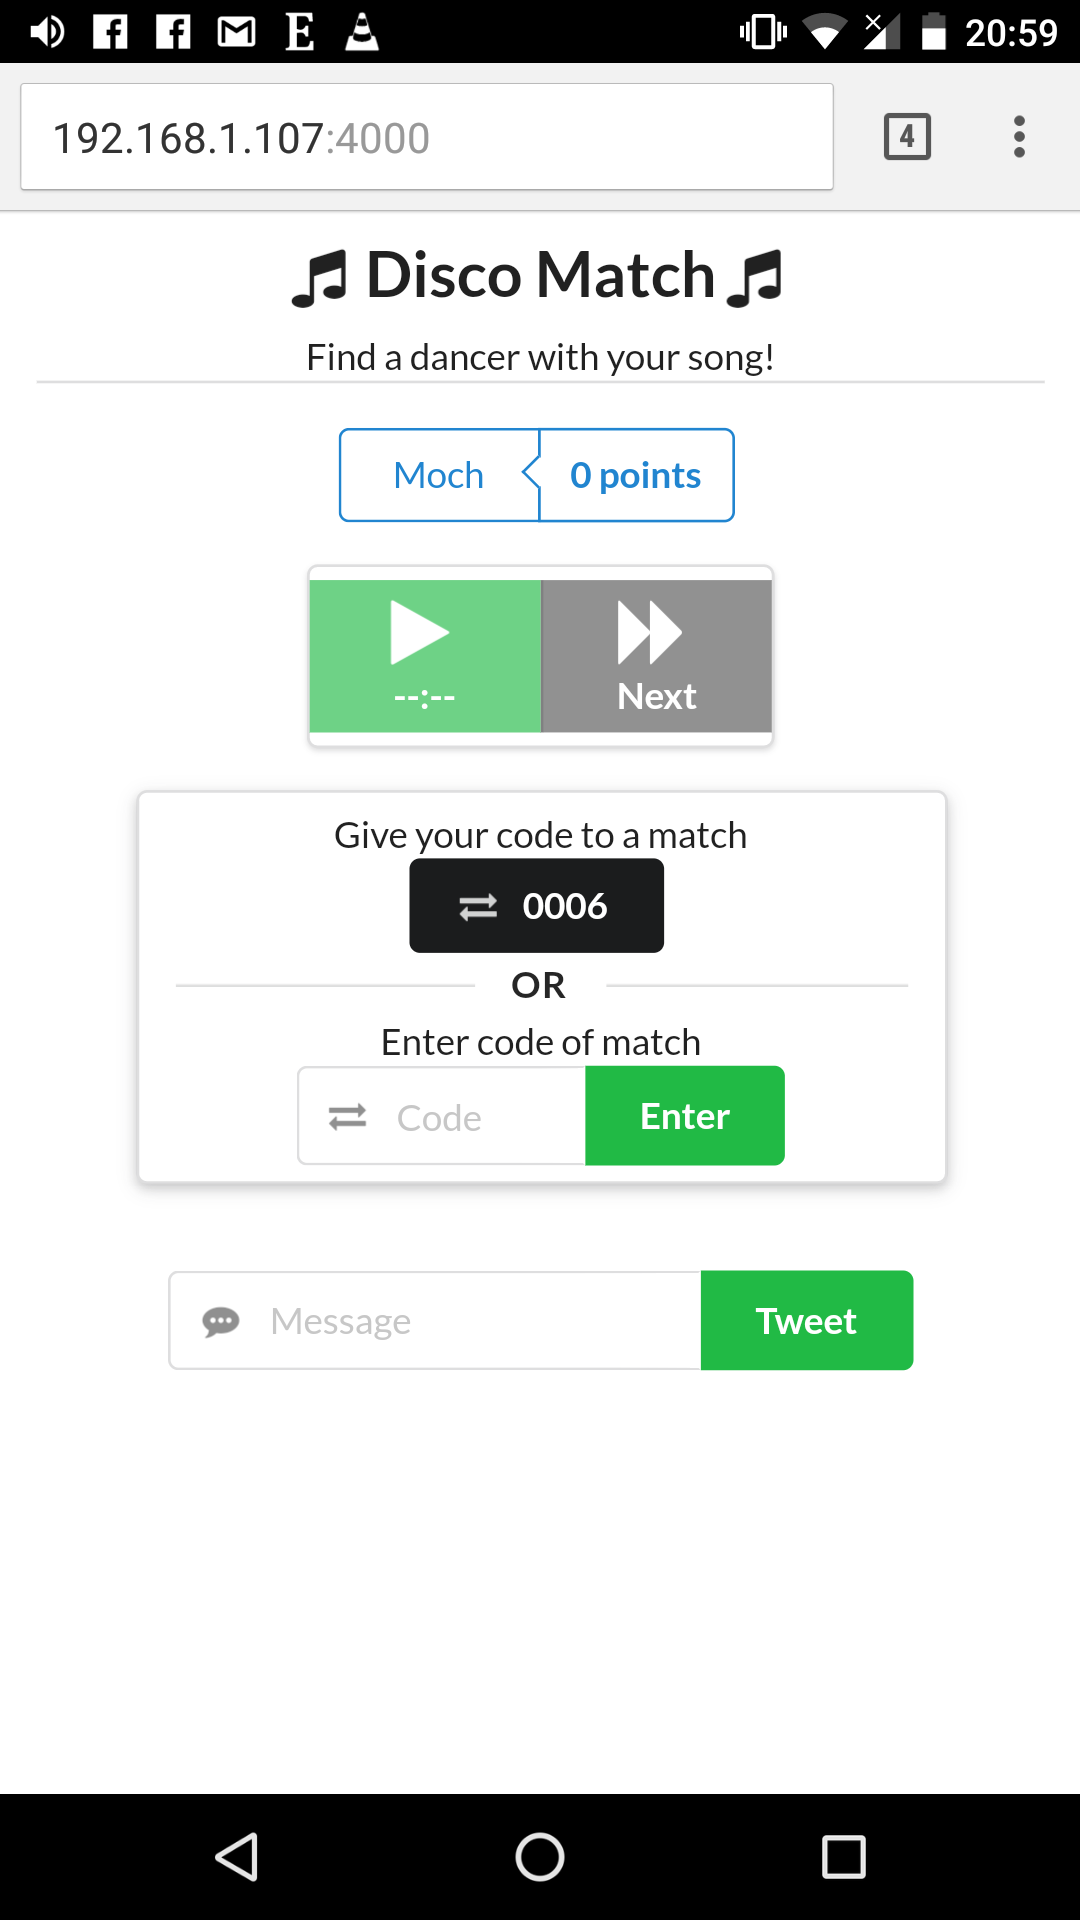 20:59
192.168.1.107:4000
4
Disco Match
Find a dancer with your song!
Moch 0 points
--:-- Next
Give your code to a match
0006
OR
Enter code of match
Code Enter
Message Tweet